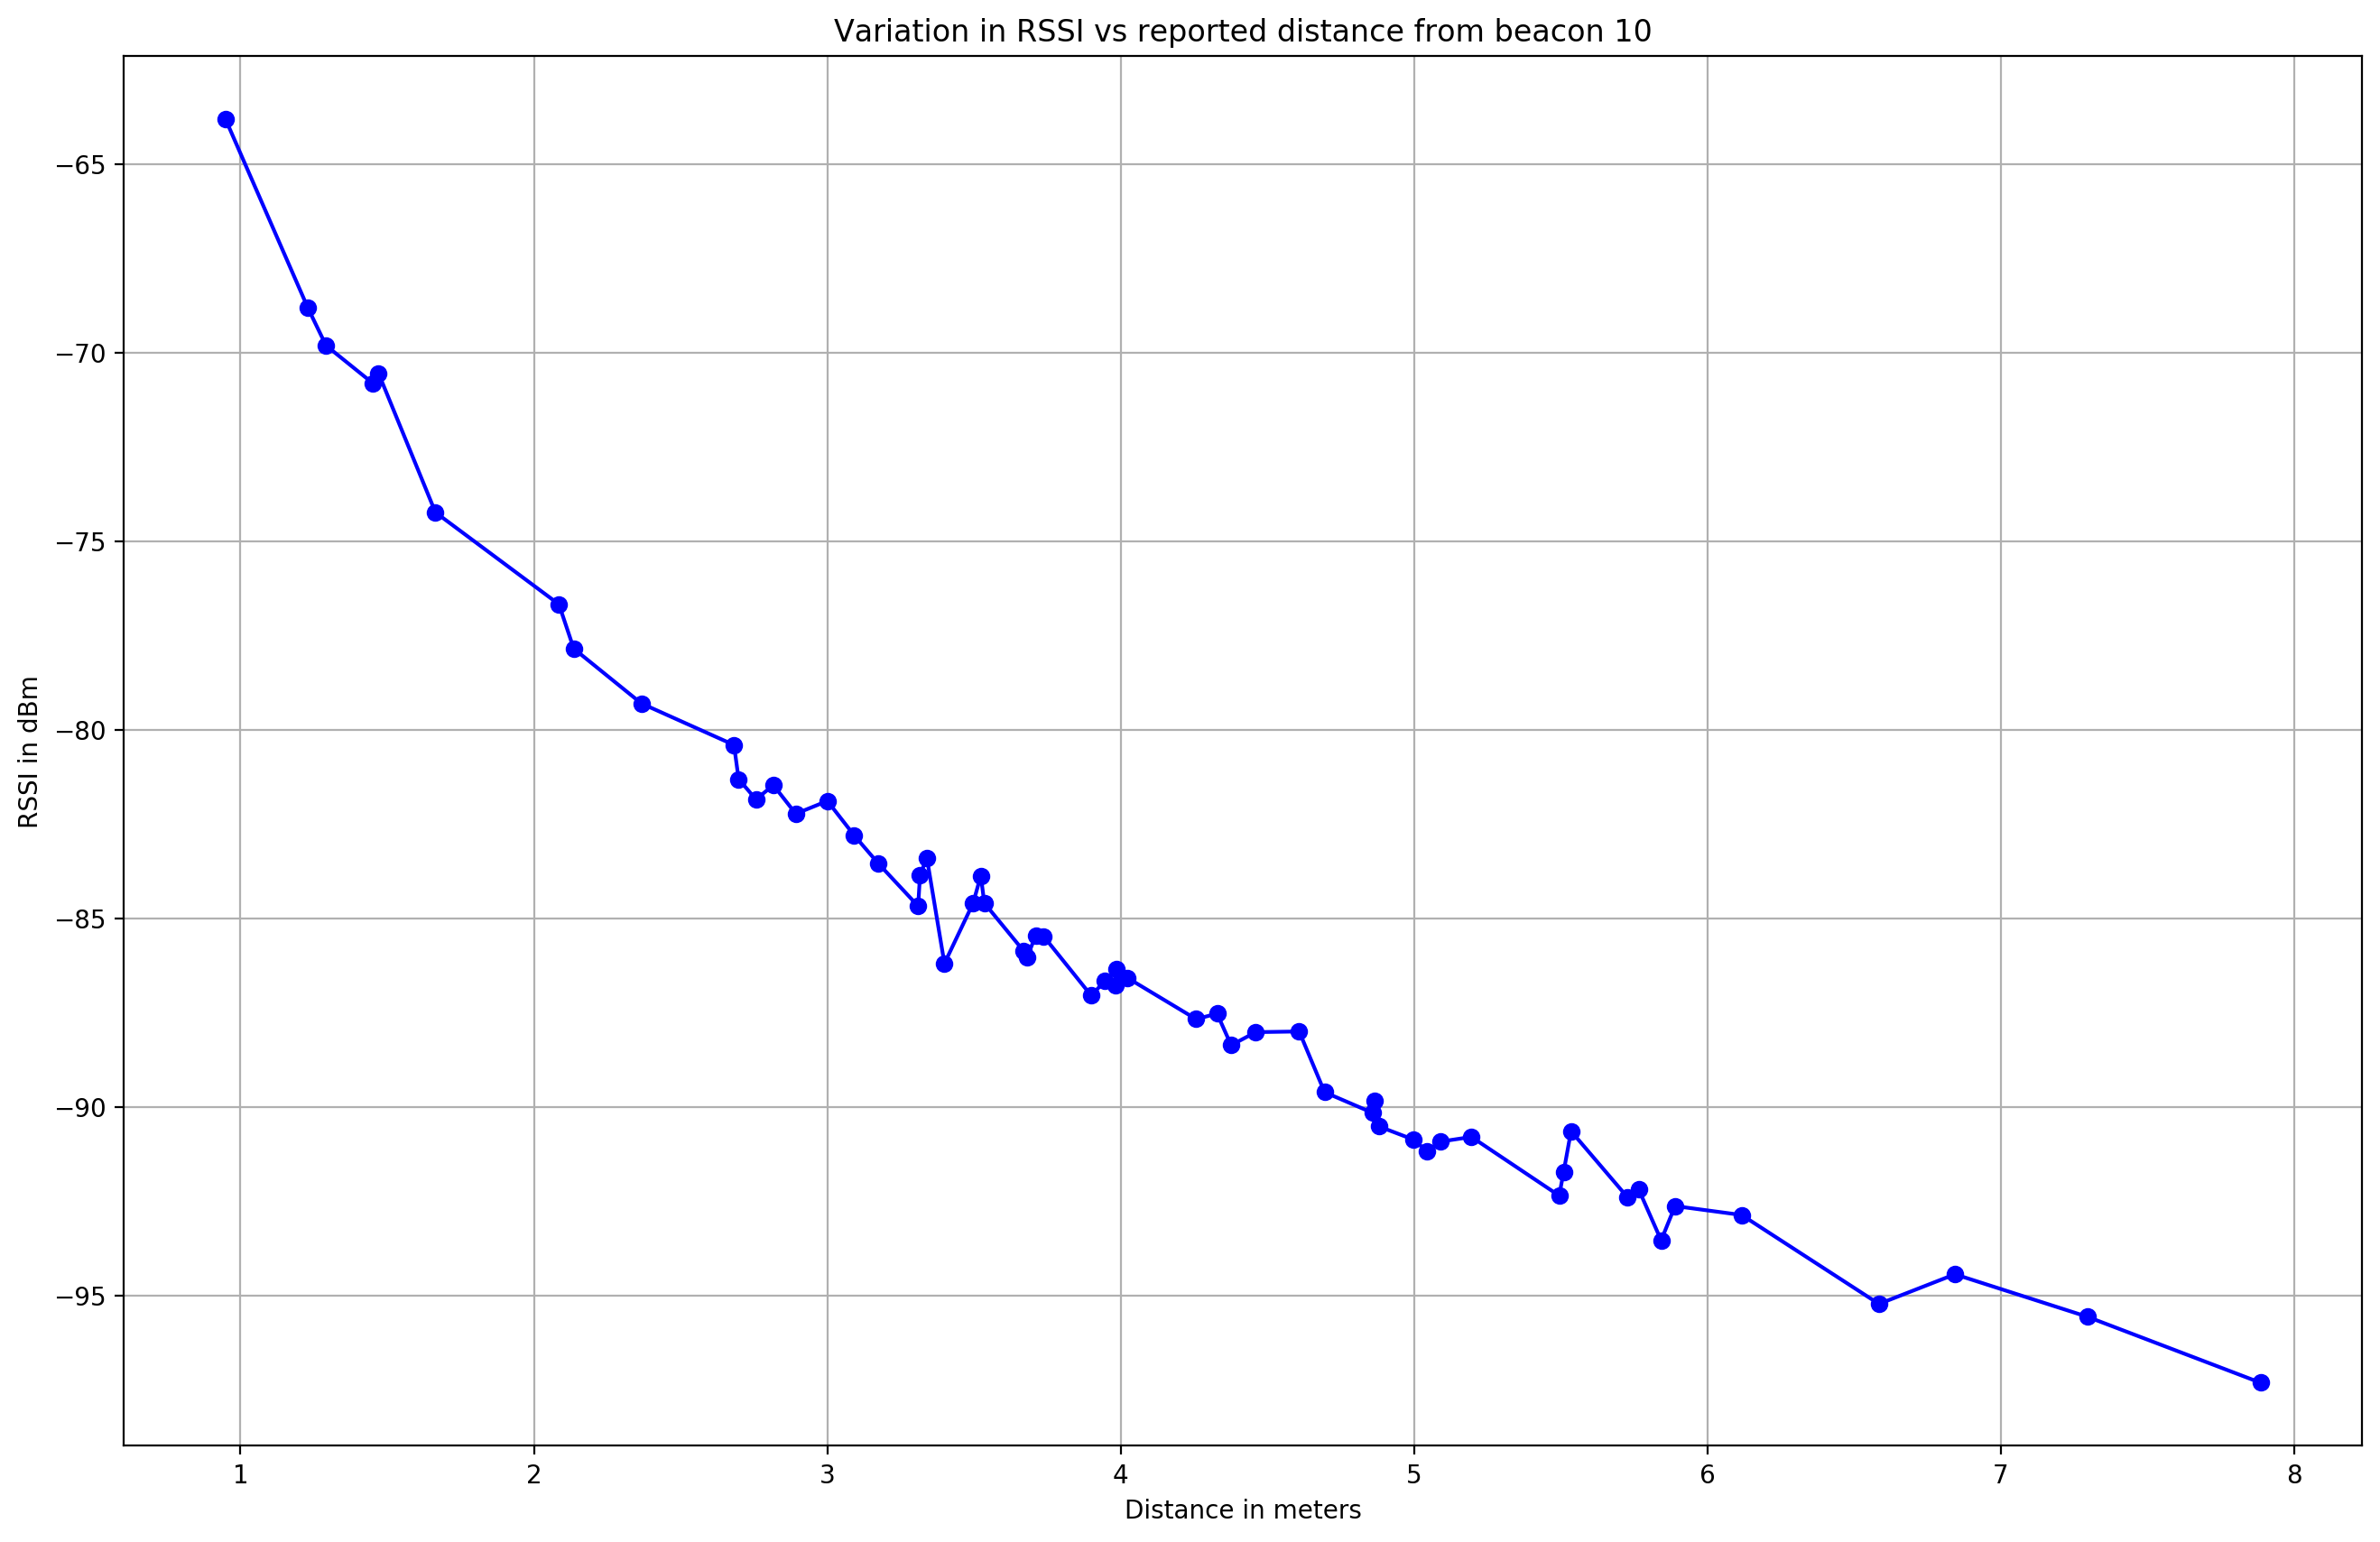 Variation in RSSI vs reported distance from beacon 10
RSSI in dBm
−65
−70
−75
−80
−85
−90
−95
1 2 3 4 5 6 7 8
Distance in meters